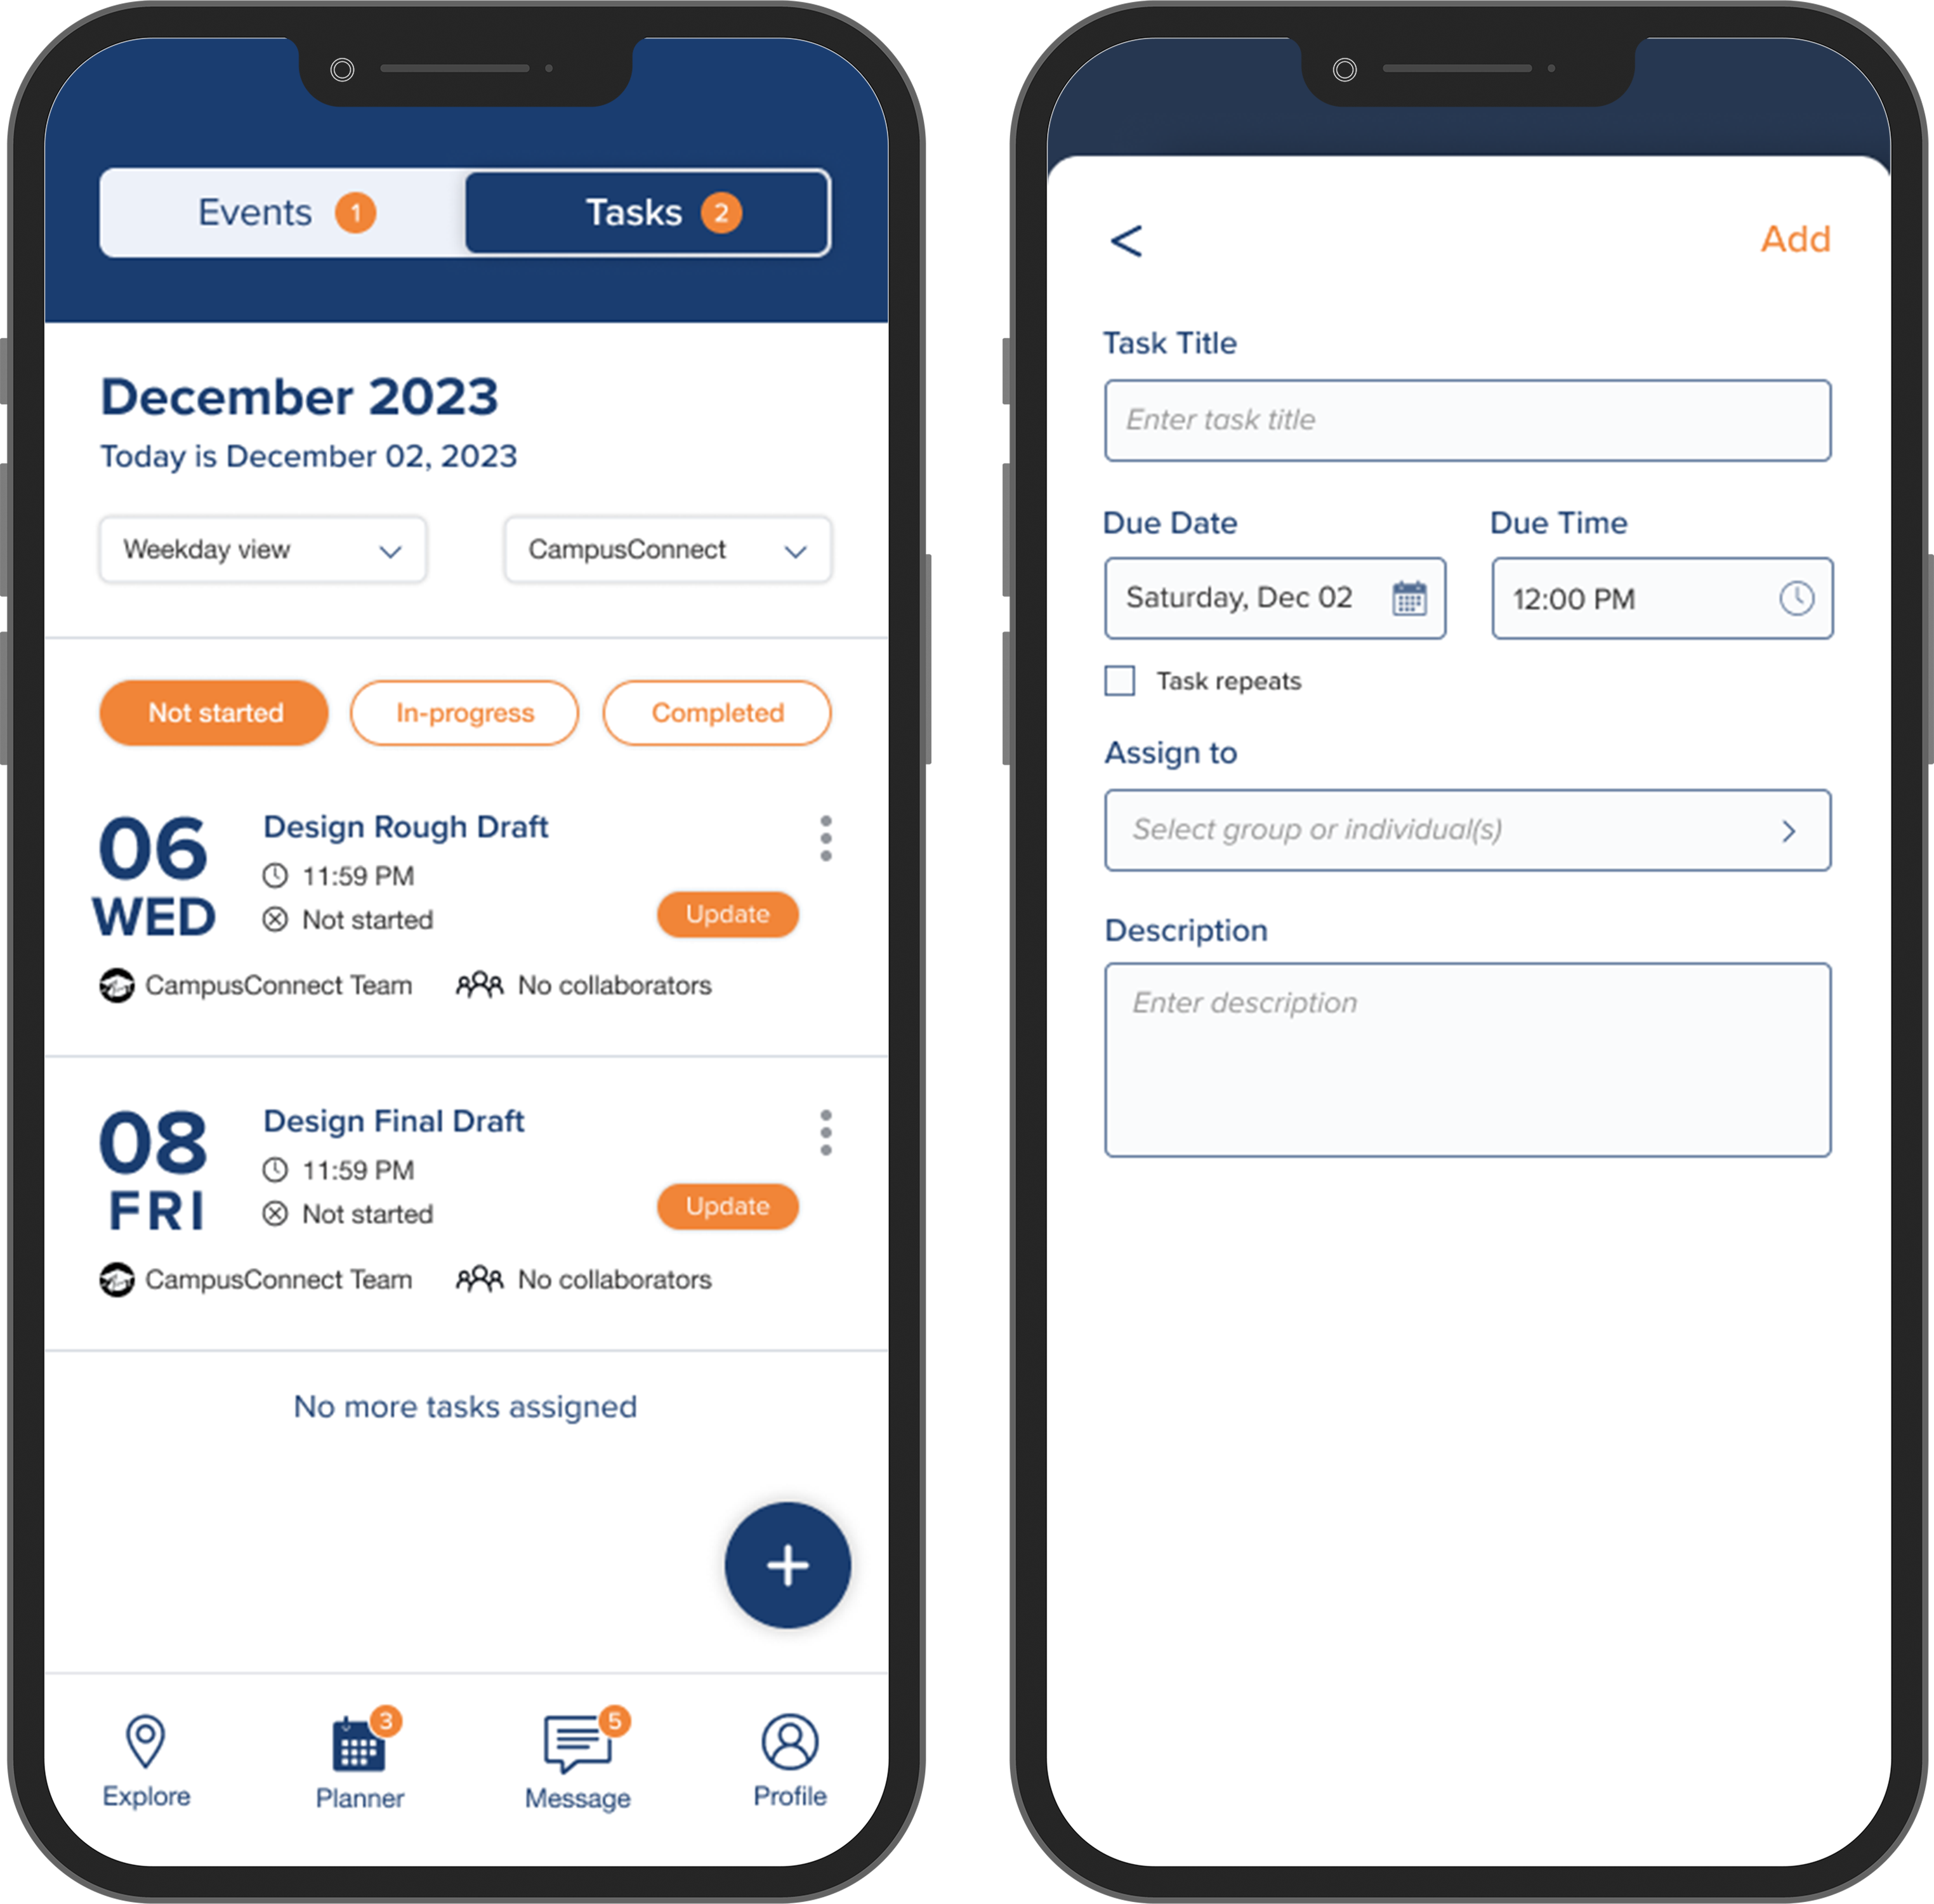 Events 1 Tasks 2
December 2023
Today is December 02, 2023
Weekday view CampusConnect
Not started In-progress Completed
06 Design Rough Draft
11:59 PM
WED Not started Update
CampusConnect Team No collaborators
08 Design Final Draft
11:59 PM
FRI Not started Update
CampusConnect Team No collaborators
No more tasks assigned
+
3 5
Explore Planner Message Profile
< Add
Task Title
Enter task title
Due Date Due Time
Saturday, Dec 02 12:00 PM
Task repeats
Assign to
Select group or individual(s) >
Description
Enter description